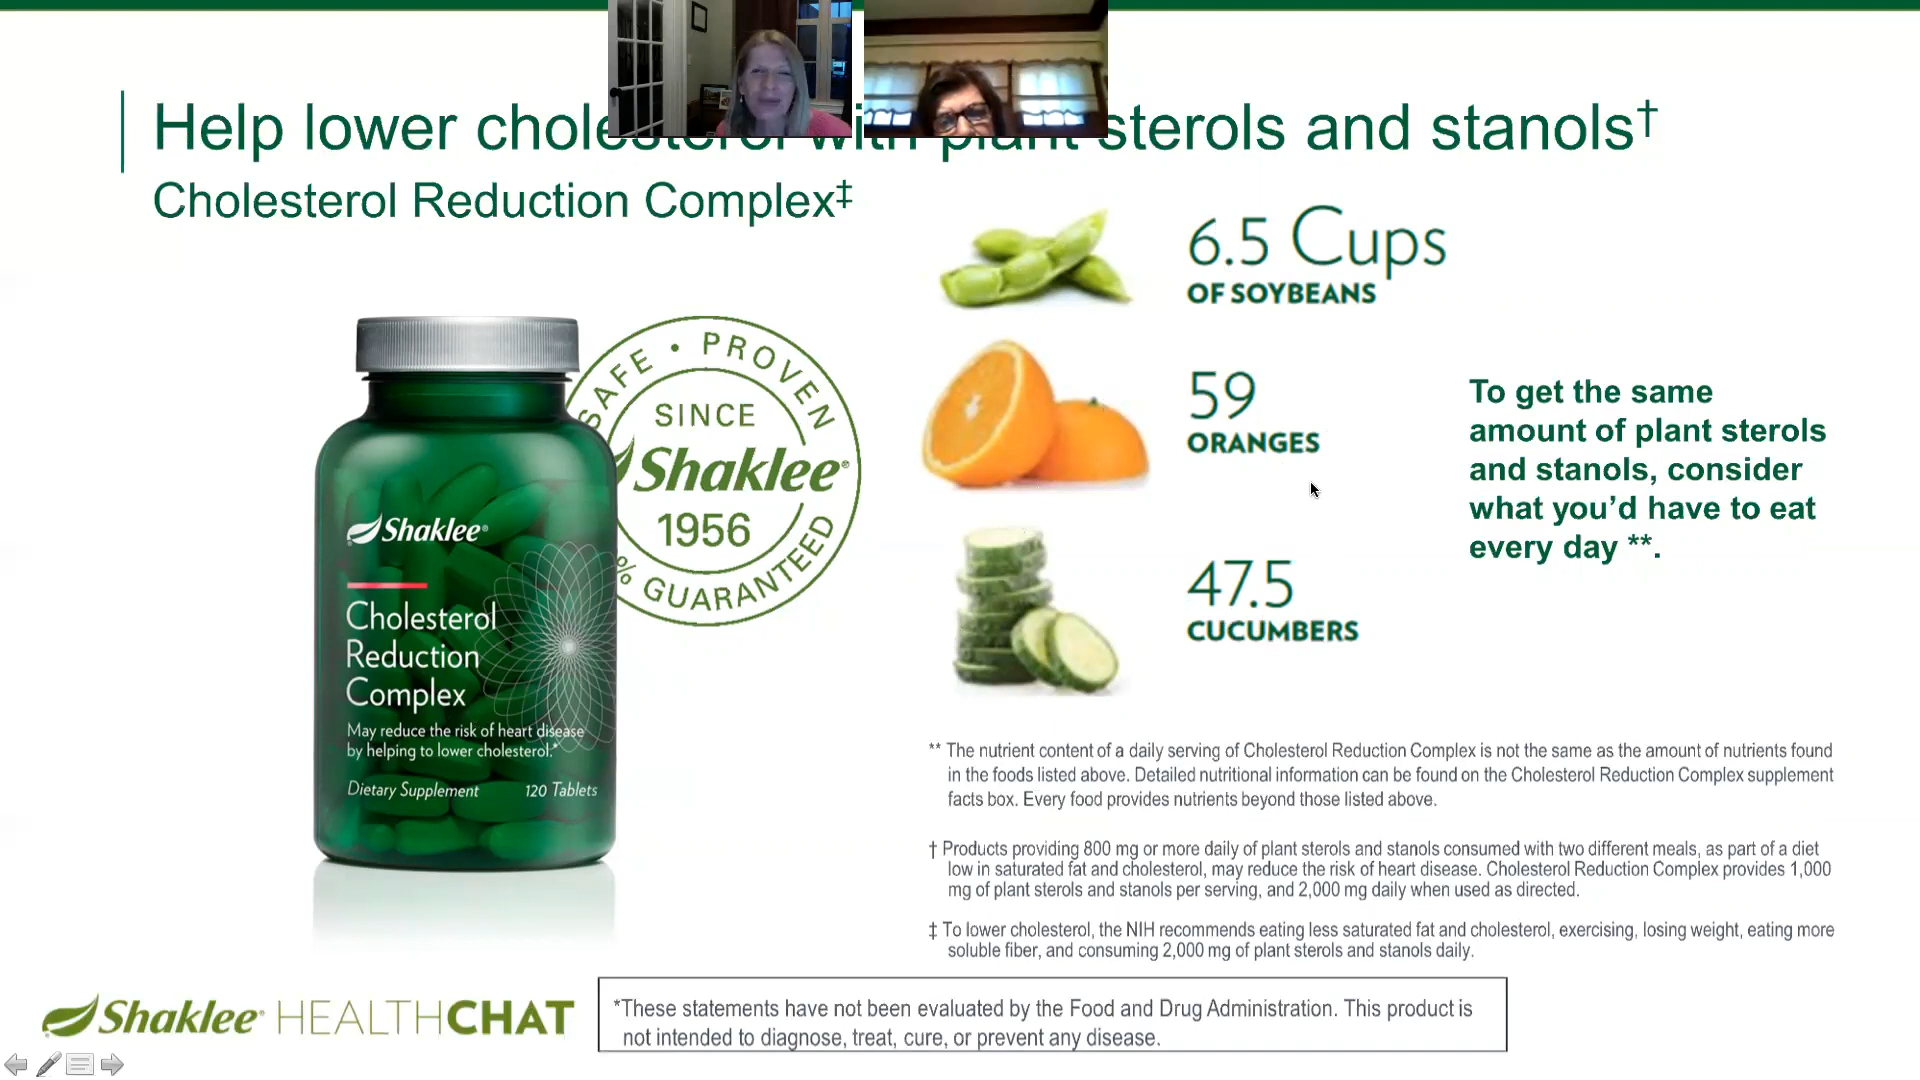 Help lower cholesterol with plant sterols and stanols†
Cholesterol Reduction Complex‡
6.5 Cups
OF SOYBEANS
59
ORANGES
47.5
CUCUMBERS
To get the same
amount of plant sterols
and stanols, consider
what you’d have to eat
every day **.
SAFE • PROVEN
SINCE
Shaklee®
1956
% GUARANTEED
Shaklee®
Cholesterol
Reduction
Complex
May reduce the risk of heart disease
by helping to lower cholesterol.*
Dietary Supplement 120 Tablets
** The nutrient content of a daily serving of Cholesterol Reduction Complex is not the same as the amount of nutrients found
in the foods listed above. Detailed nutritional information can be found on the Cholesterol Reduction Complex supplement
facts box. Every food provides nutrients beyond those listed above.
† Products providing 800 mg or more daily of plant sterols and stanols consumed with two different meals, as part of a diet
low in saturated fat and cholesterol, may reduce the risk of heart disease. Cholesterol Reduction Complex provides 1,000
mg of plant sterols and stanols per serving, and 2,000 mg daily when used as directed.
‡ To lower cholesterol, the NIH recommends eating less saturated fat and cholesterol, exercising, losing weight, eating more
soluble fiber, and consuming 2,000 mg of plant sterols and stanols daily.
Shaklee® HEALTHCHAT
*These statements have not been evaluated by the Food and Drug Administration. This product is
not intended to diagnose, treat, cure, or prevent any disease.